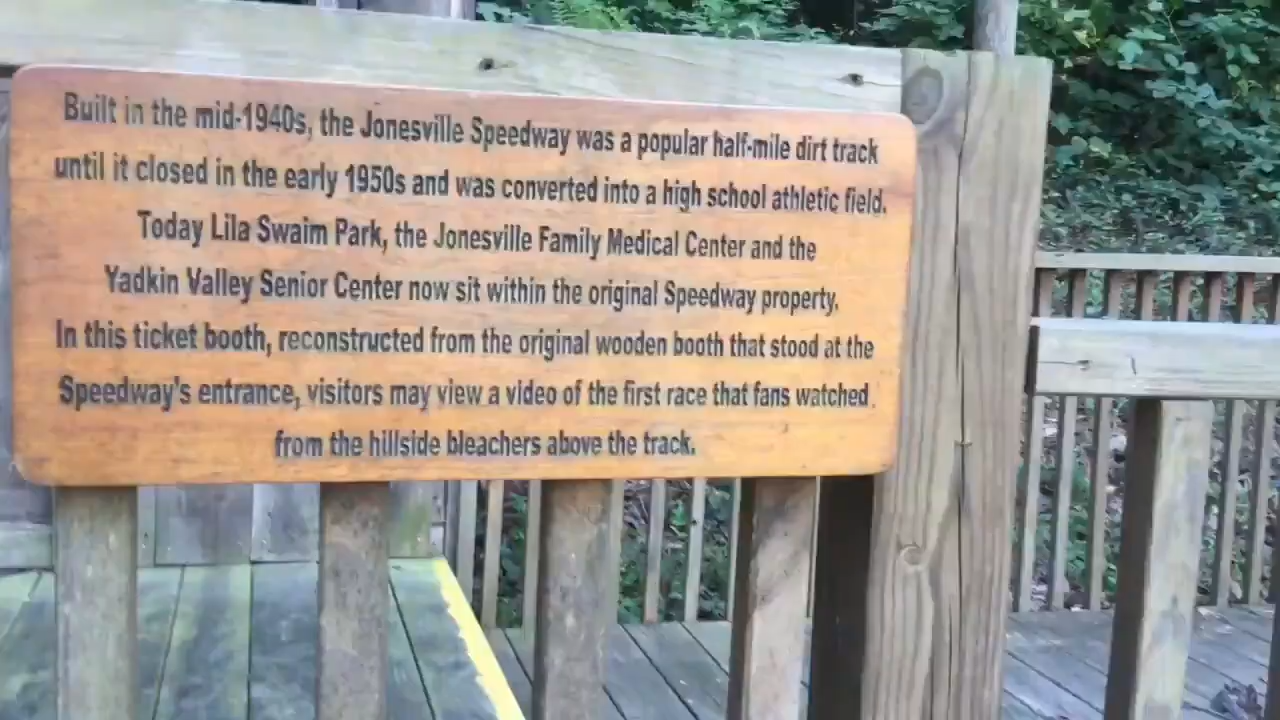 Built in the mid-1940s, the Jonesville Speedway was a popular half-mile dirt track
until it closed in the early 1950s and was converted into a high school athletic field.
Today Lila Swaim Park, the Jonesville Family Medical Center and the
Yadkin Valley Senior Center now sit within the original Speedway property.
In this ticket booth, reconstructed from the original wooden booth that stood at the
Speedway's entrance, visitors may view a video of the first race that fans watched
from the hillside bleachers above the track.